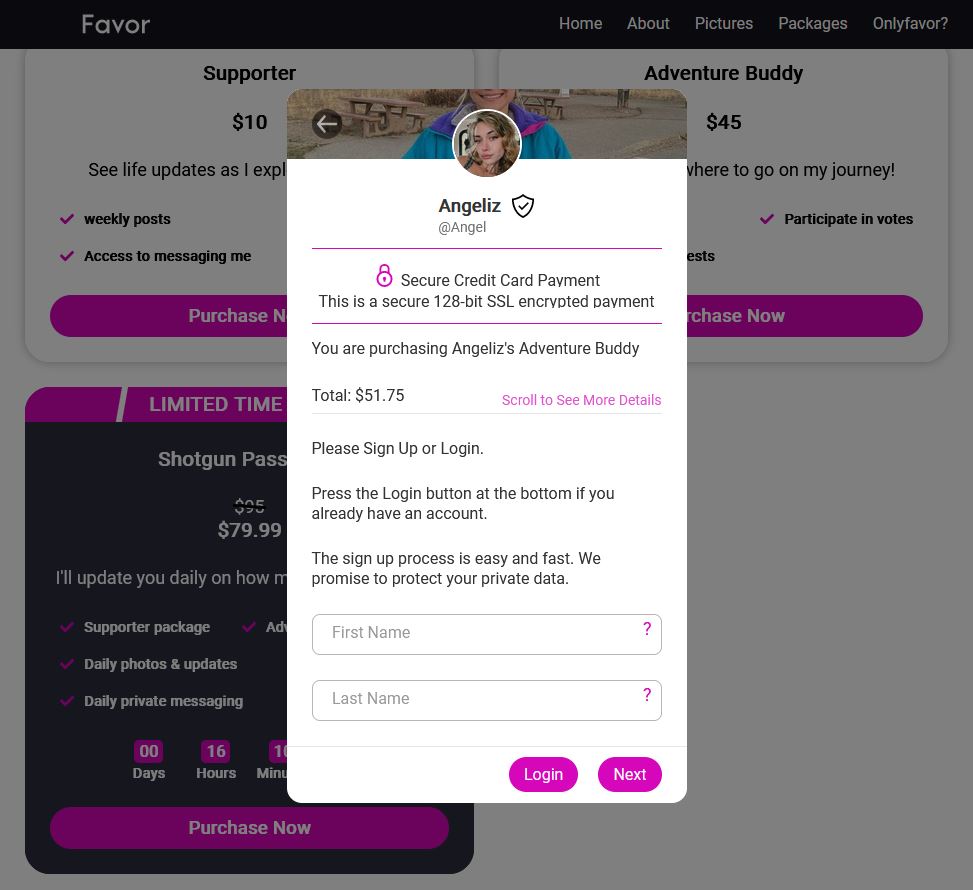 Favor
Home About Pictures Packages Onlyfavor?
Supporter
$10
See life updates as I expl
weekly posts
Access to messaging me
Purchase N
Adventure Buddy
$45
where to go on my journey!
Participate in votes
ests
rchase Now
LIMITED TIME
Shotgun Pass
$95
$79.99
I'll update you daily on how m
Supporter package Adv
Daily photos & updates
Daily private messaging
00 16 10
Days Hours Minu
Purchase Now
Angeliz
@Angel
Secure Credit Card Payment
This is a secure 128-bit SSL encrypted payment
You are purchasing Angeliz's Adventure Buddy
Total: $51.75
Scroll to See More Details
Please Sign Up or Login.
Press the Login button at the bottom if you
already have an account.
The sign up process is easy and fast. We
promise to protect your private data.
First Name ?
Last Name ?
Login Next